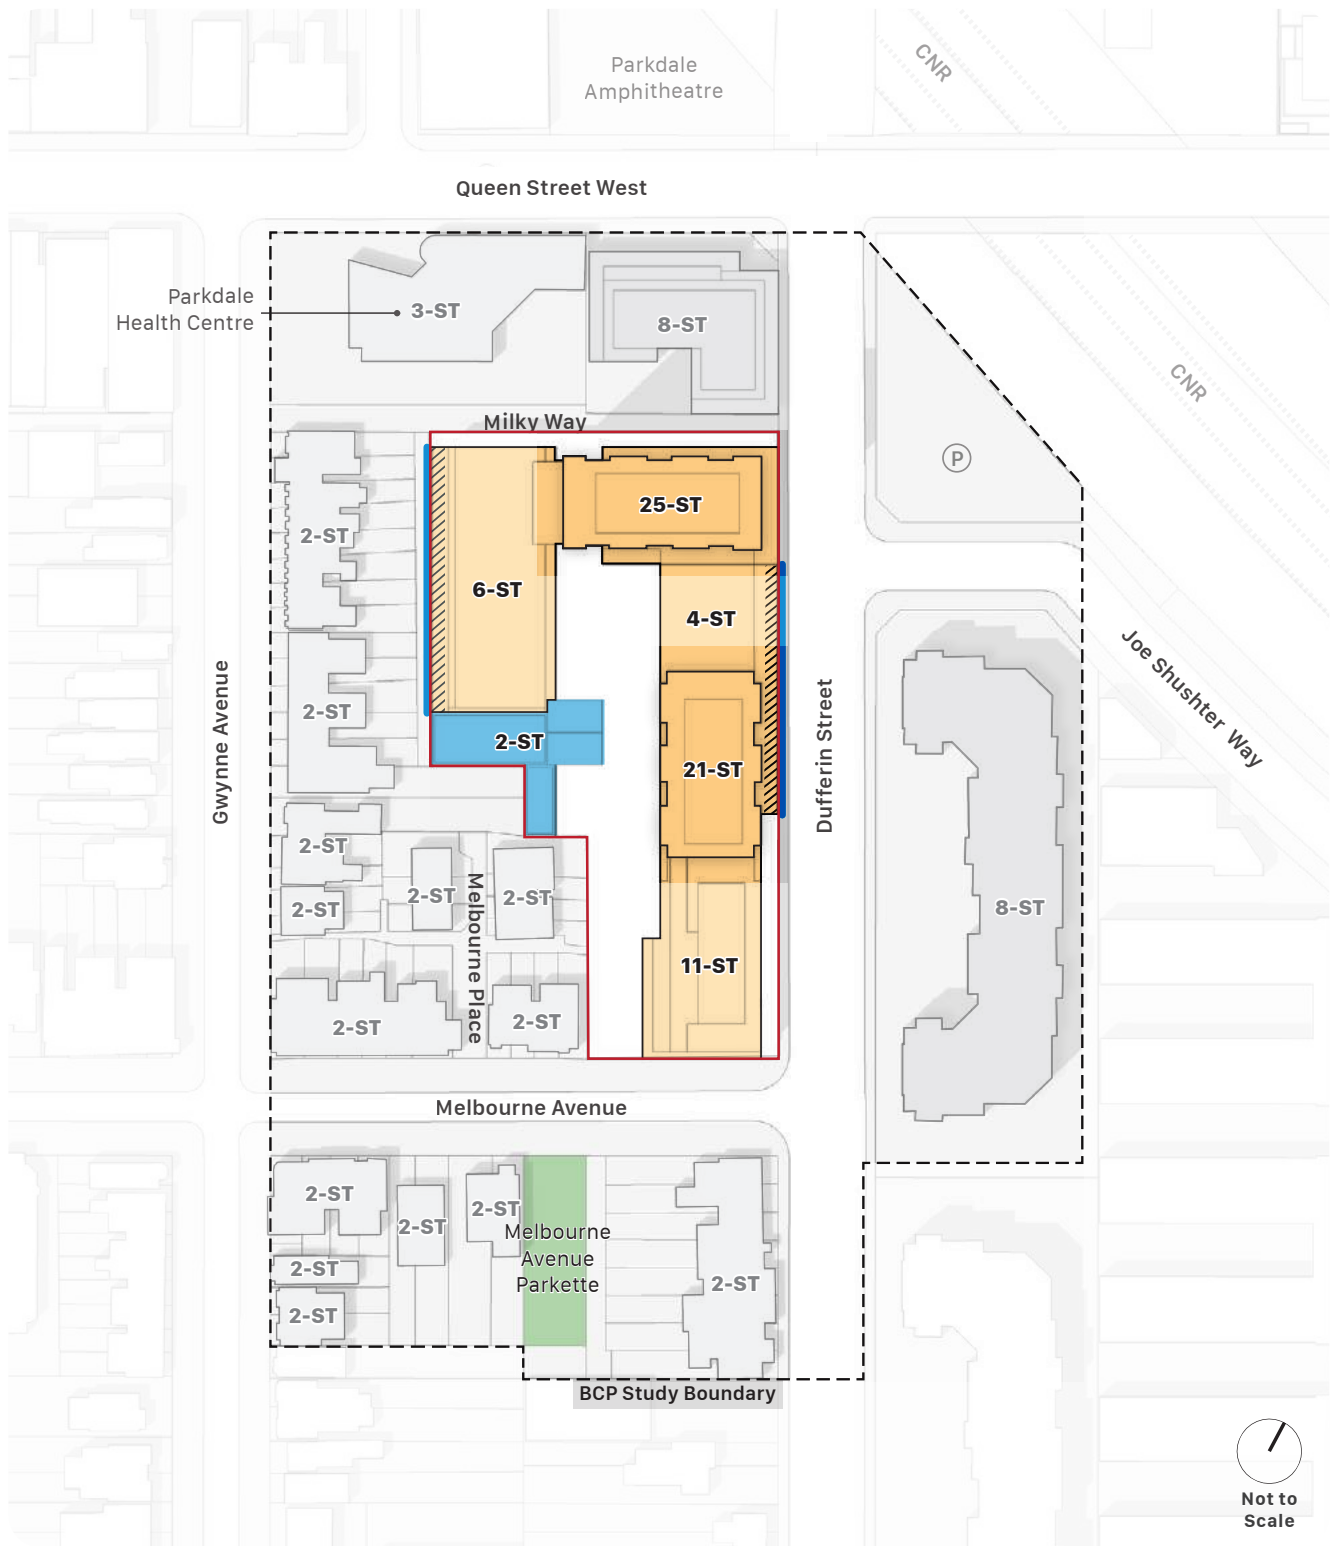 Parkdale
Amphitheatre
CNR
Queen Street West
Parkdale
Health Centre
3-ST
8-ST
CNR
Milky Way
P
25-ST
2-ST
6-ST
4-ST
Joe Shushter Way
Gwynne Avenue
2-ST
2-ST
21-ST
Dufferin Street
2-ST
2-ST
2-ST
2-ST
Melbourne Place
8-ST
11-ST
2-ST
2-ST
Melbourne Avenue
2-ST
2-ST
2-ST
Melbourne
Avenue
Parkette
2-ST
2-ST
2-ST
BCP Study Boundary
Not to
Scale